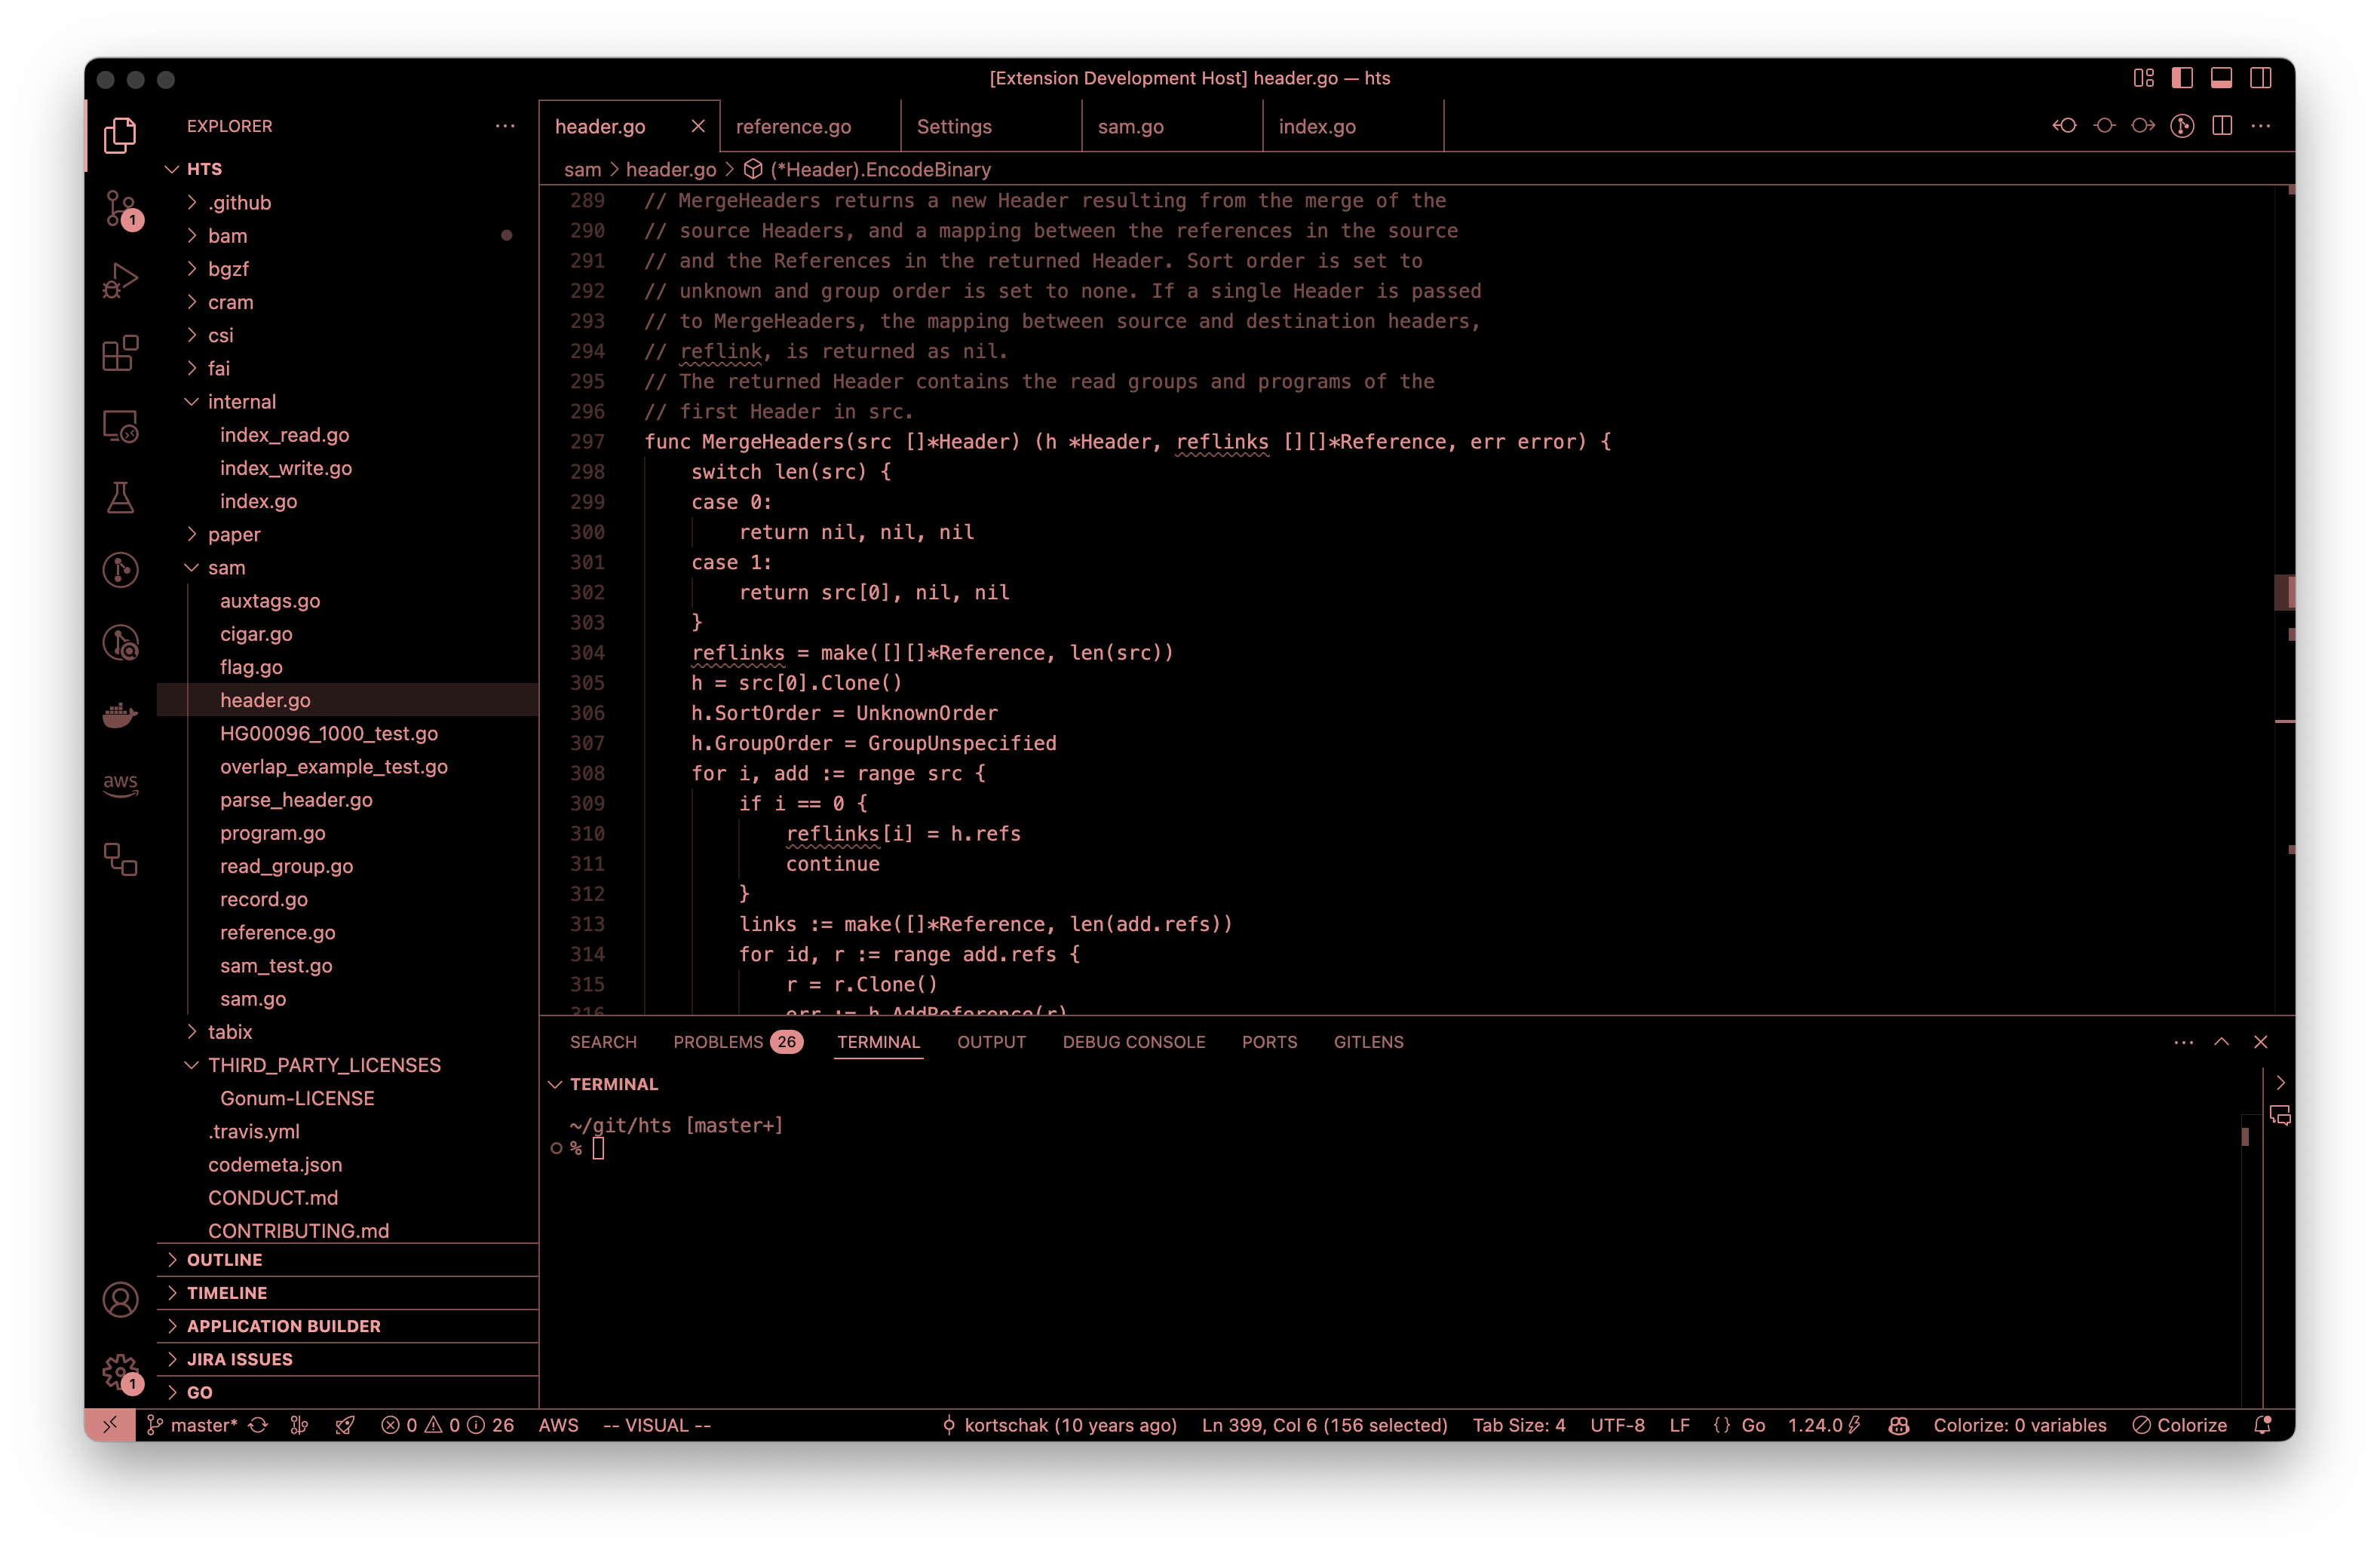 [Extension Development Host] header.go — hts
EXPLORER
HTS
.github
bam
bgzf
cram
csi
fai
internal
index_read.go
index_write.go
index.go
paper
sam
auxtags.go
cigar.go
flag.go
header.go
HG00096_1000_test.go
overlap_example_test.go
parse_header.go
program.go
read_group.go
record.go
reference.go
sam_test.go
sam.go
tabix
THIRD_PARTY_LICENSES
Gonum-LICENSE
.travis.yml
codemeta.json
CONDUCT.md
CONTRIBUTING.md
OUTLINE
TIMELINE
APPLICATION BUILDER
JIRA ISSUES
GO
1
aws
1
header.go reference.go Settings sam.go index.go
sam > header.go > (*Header).EncodeBinary
289 // MergeHeaders returns a new Header resulting from the merge of the
290 // source Headers, and a mapping between the references in the source
291 // and the References in the returned Header. Sort order is set to
292 // unknown and group order is set to none. If a single Header is passed
293 // to MergeHeaders, the mapping between source and destination headers,
294 // reflink, is returned as nil.
295 // The returned Header contains the read groups and programs of the
296 // first Header in src.
297 func MergeHeaders(src []*Header) (h *Header, reflinks [][]*Reference, err error) {
298 switch len(src) {
299 case 0:
300 return nil, nil, nil
301 case 1:
302 return src[0], nil, nil
303 }
304 reflinks = make([][]*Reference, len(src))
305 h = src[0].Clone()
306 h.SortOrder = UnknownOrder
307 h.GroupOrder = GroupUnspecified
308 for i, add := range src {
309 if i == 0 {
310 reflinks[i] = h.refs
311 continue
312 }
313 links := make([]*Reference, len(add.refs))
314 for id, r := range add.refs {
315 r = r.Clone()
316 err := h.AddReference(r)
SEARCH PROBLEMS 26 TERMINAL OUTPUT DEBUG CONSOLE PORTS GITLENS
TERMINAL
~/git/hts [master+]
%
master* 0 0 26 AWS -- VISUAL -- kortschak (10 years ago) Ln 399, Col 6 (156 selected) Tab Size: 4 UTF-8 LF {} Go 1.24.0 Colorize: 0 variables Colorize